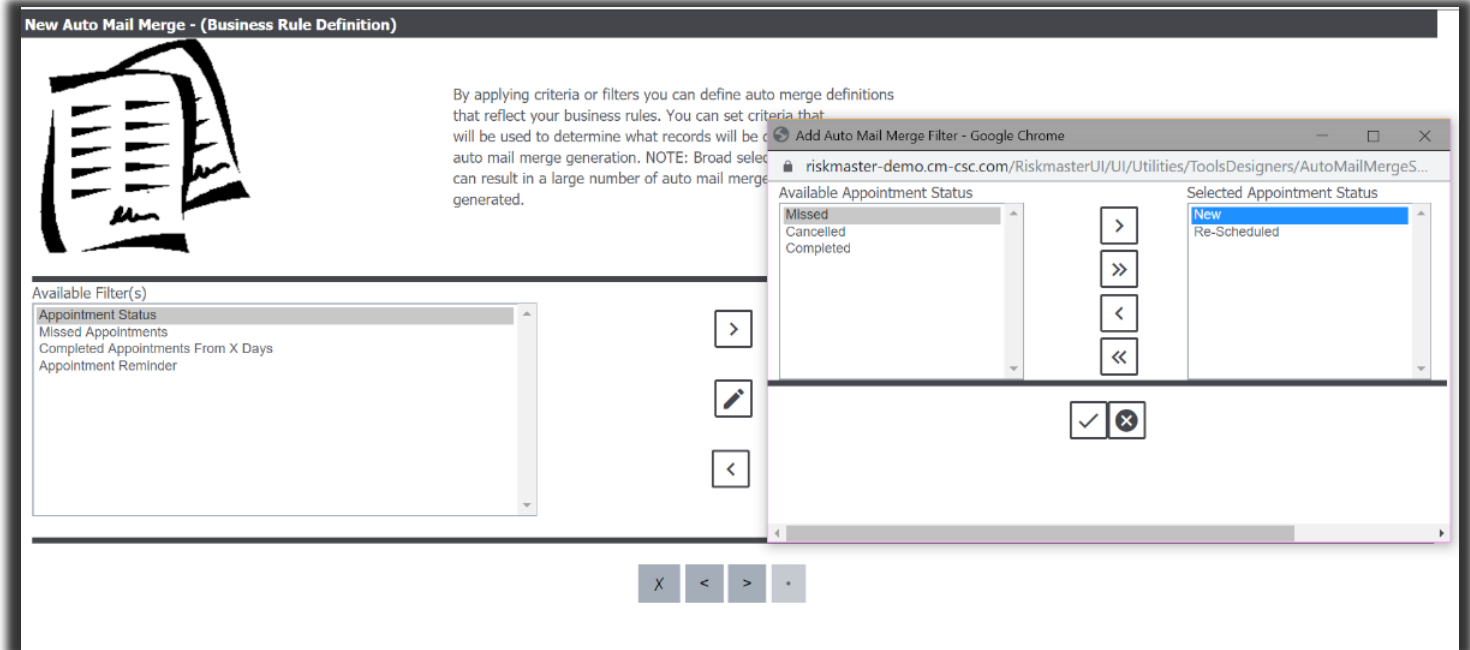 New Auto Mail Merge - (Business Rule Definition)
By applying criteria or filters you can define auto merge definitions
that reflect your business rules. You can set criteria that
will be used to determine what records will be
auto mail merge generation. NOTE: Broad
can result in a large number of auto mail merge
generated.
Available Filter(s)
Appointment Status
Missed Appointments
Completed Appointments From X Days
Appointment Reminder
X < > •
Add Auto Mail Merge Filter - Google Chrome
riskmaster-demo.cm-csc.com/RiskmasterUI/UI/Utilities/ToolsDesigners/AutoMailMergeS...
Available Appointment Status
Missed
Cancelled
Completed
Selected Appointment Status
New
Re-Scheduled